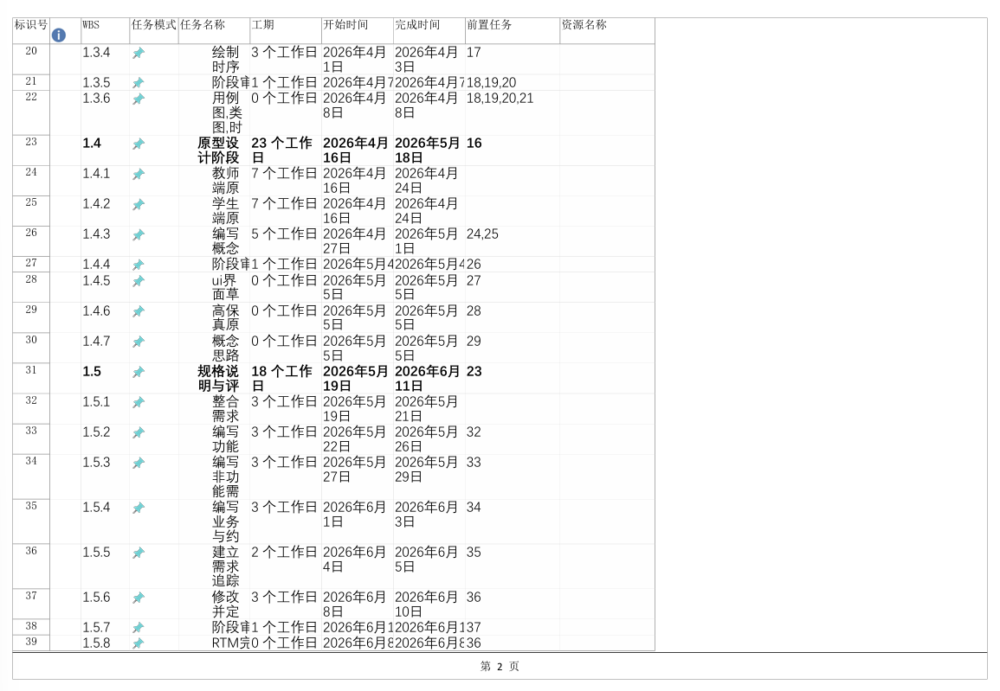 标识号 WBS 任务模式 任务名称 工期 开始时间 完成时间 前置任务 资源名称
20 1.3.4 绘制 3 个工作日 2026年4月 2026年4月 17
时序 1日 3日
21 1.3.5 阶段审 1 个工作日 2026年4月7 2026年4月7 18,19,20
22 1.3.6 用例 0 个工作日 2026年4月 2026年4月 18,19,20,21
图,类 8日 8日
图,时
23 1.4 原型设 23 个工作 2026年4月 2026年5月 16
计阶段 日 16日 18日
24 1.4.1 教师 7 个工作日 2026年4月 2026年4月
端原 16日 24日
25 1.4.2 学生 7 个工作日 2026年4月 2026年4月
端原 16日 24日
26 1.4.3 编写 5 个工作日 2026年4月 2026年5月 24,25
概念 27日 1日
27 1.4.4 阶段审 1 个工作日 2026年5月4 2026年5月4 26
28 1.4.5 ui界 0 个工作日 2026年5月 2026年5月 27
面草 5日 5日
29 1.4.6 高保 0 个工作日 2026年5月 2026年5月 28
真原 5日 5日
30 1.4.7 概念 0 个工作日 2026年5月 2026年5月 29
思路 5日 5日
31 1.5 规格说 18 个工作 2026年5月 2026年6月 23
明与评 日 19日 11日
32 1.5.1 整合 3 个工作日 2026年5月 2026年5月
需求 19日 21日
33 1.5.2 编写 3 个工作日 2026年5月 2026年5月 32
功能 22日 26日
34 1.5.3 编写 3 个工作日 2026年5月 2026年5月 33
非功 27日 29日
能需
35 1.5.4 编写 3 个工作日 2026年6月 2026年6月 34
业务 1日 3日
与约
36 1.5.5 建立 2 个工作日 2026年6月 2026年6月 35
需求 4日 5日
追踪
37 1.5.6 修改 3 个工作日 2026年6月 2026年6月 36
并定 8日 10日
38 1.5.7 阶段审 1 个工作日 2026年6月1 2026年6月1 37
39 1.5.8 RTM完 0 个工作日 2026年6月8 2026年6月8 36
第 2 页